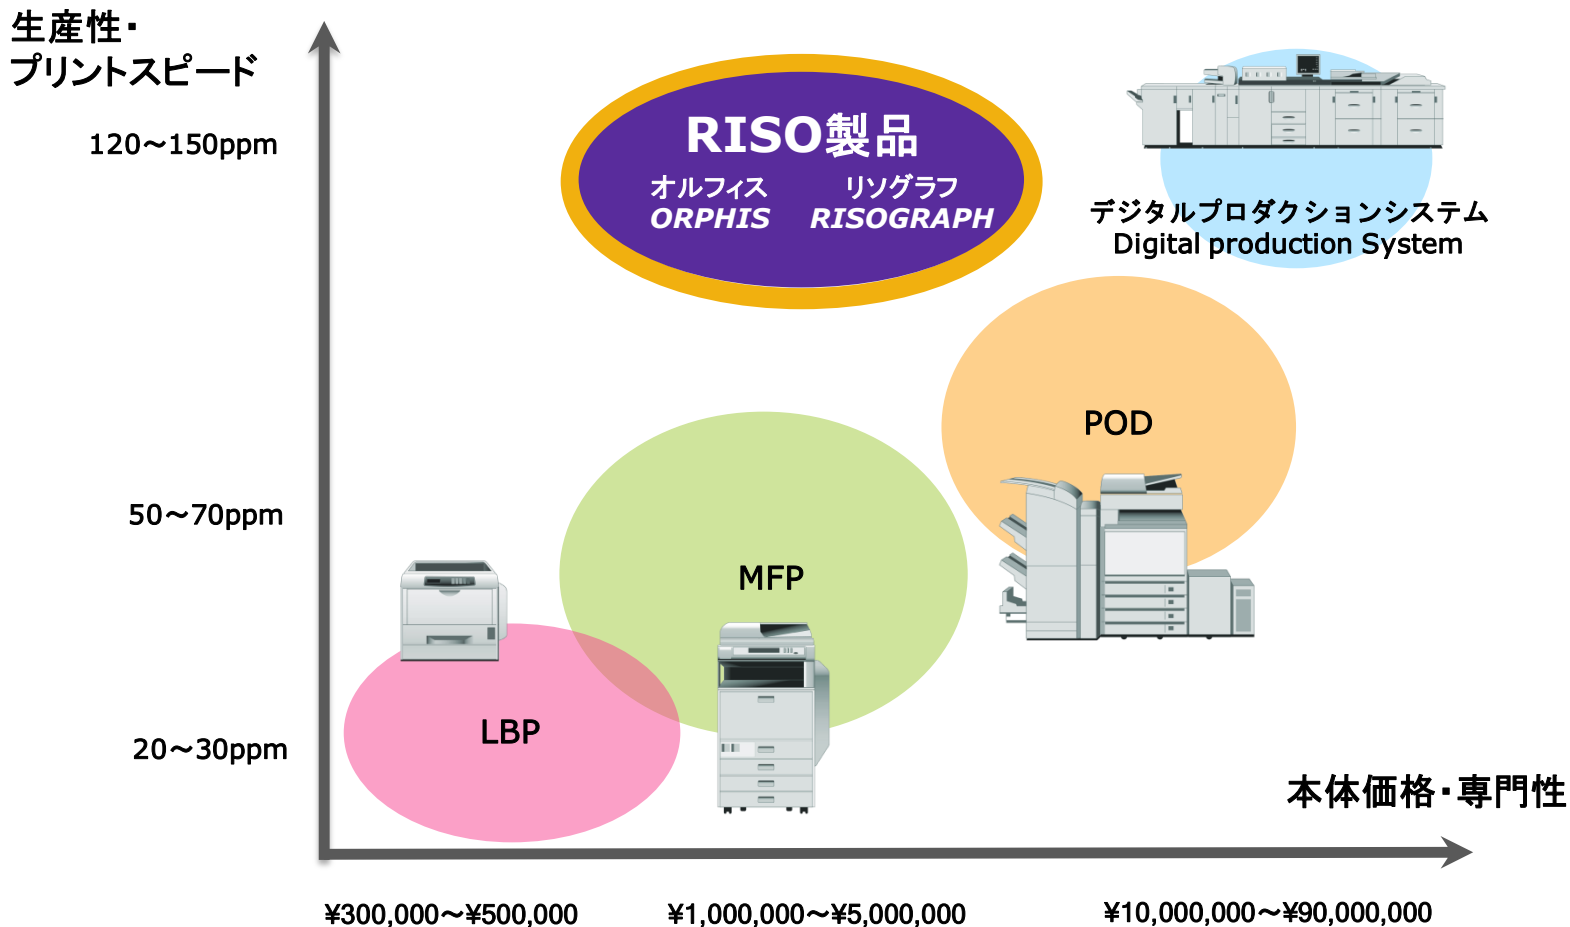 生産性・
プリントスピード
120～150ppm
RISO製品
オルフィス リソグラフ
ORPHIS RISOGRAPH
デジタルプロダクションシステム
Digital production System
POD
50～70ppm
MFP
LBP
20～30ppm
本体価格・専門性
¥300,000～¥500,000
¥1,000,000～¥5,000,000
¥10,000,000～¥90,000,000